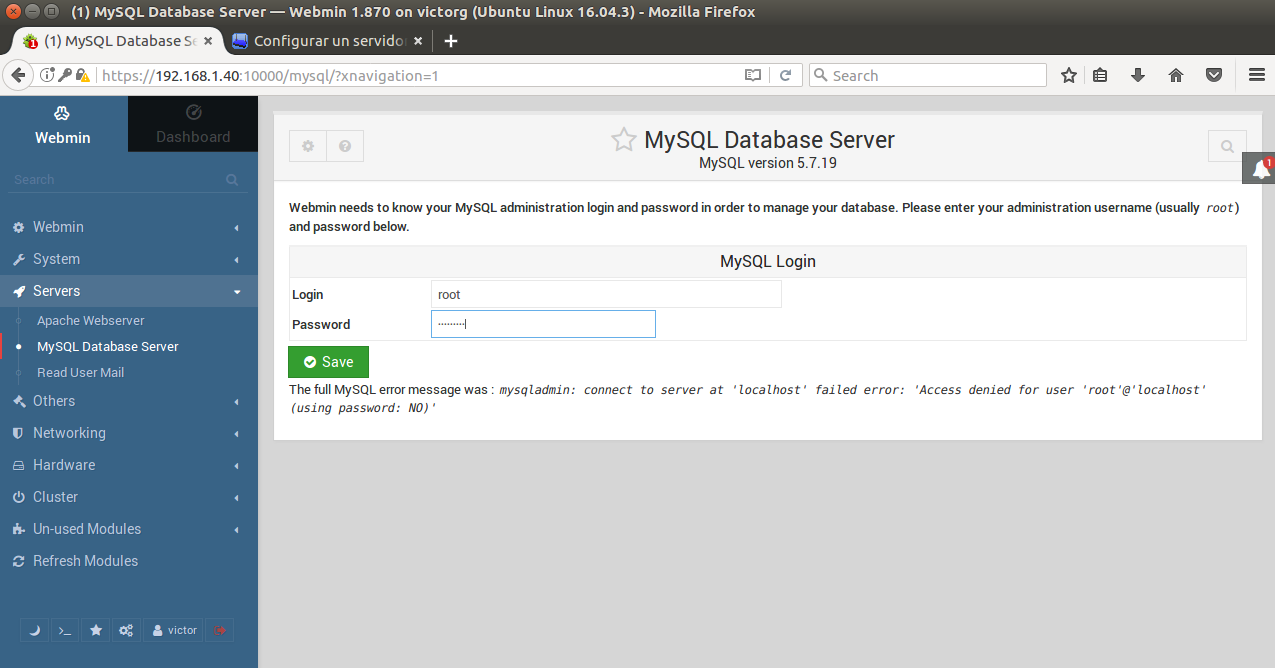 (1) MySQL Database Server — Webmin 1.870 on victorg (Ubuntu Linux 16.04.3) - Mozilla Firefox
(1) MySQL Database Se
Configurar un servido
https://192.168.1.40:10000/mysql/?xnavigation=1
Search
Webmin
Dashboard
Search
Webmin
System
Servers
Apache Webserver
MySQL Database Server
Read User Mail
Others
Networking
Hardware
Cluster
Un-used Modules
Refresh Modules
victor
MySQL Database Server
MySQL version 5.7.19
1
Webmin needs to know your MySQL administration login and password in order to manage your database. Please enter your administration username (usually root)
and password below.
MySQL Login
Login
root
Password
Save
The full MySQL error message was : mysqladmin: connect to server at 'localhost' failed error: 'Access denied for user 'root'@'localhost'
(using password: NO)'